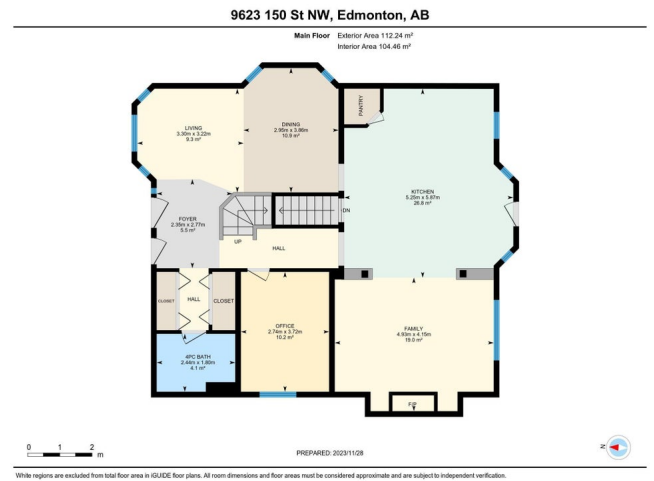 9623 150 St NW, Edmonton, AB
Main Floor Exterior Area 112.24 m²
Interior Area 104.46 m²
PANTRY
LIVING
3.30m x 3.22m
9.3 m²
DINING
2.95m x 3.86m
10.9 m²
KITCHEN
5.25m x 5.87m
26.8 m²
FOYER
2.35m x 2.77m
5.5 m²
DN
UP
HALL
CLOSET
HALL
CLOSET
OFFICE
2.74m x 3.72m
10.2 m²
FAMILY
4.93m x 4.15m
19.0 m²
4PC BATH
2.44m x 1.80m
4.1 m²
F/P
0 1 2
m
PREPARED: 2023/11/28
N
White regions are excluded from total floor area in iGUIDE floor plans. All room dimensions and floor areas must be considered approximate and are subject to independent verification.